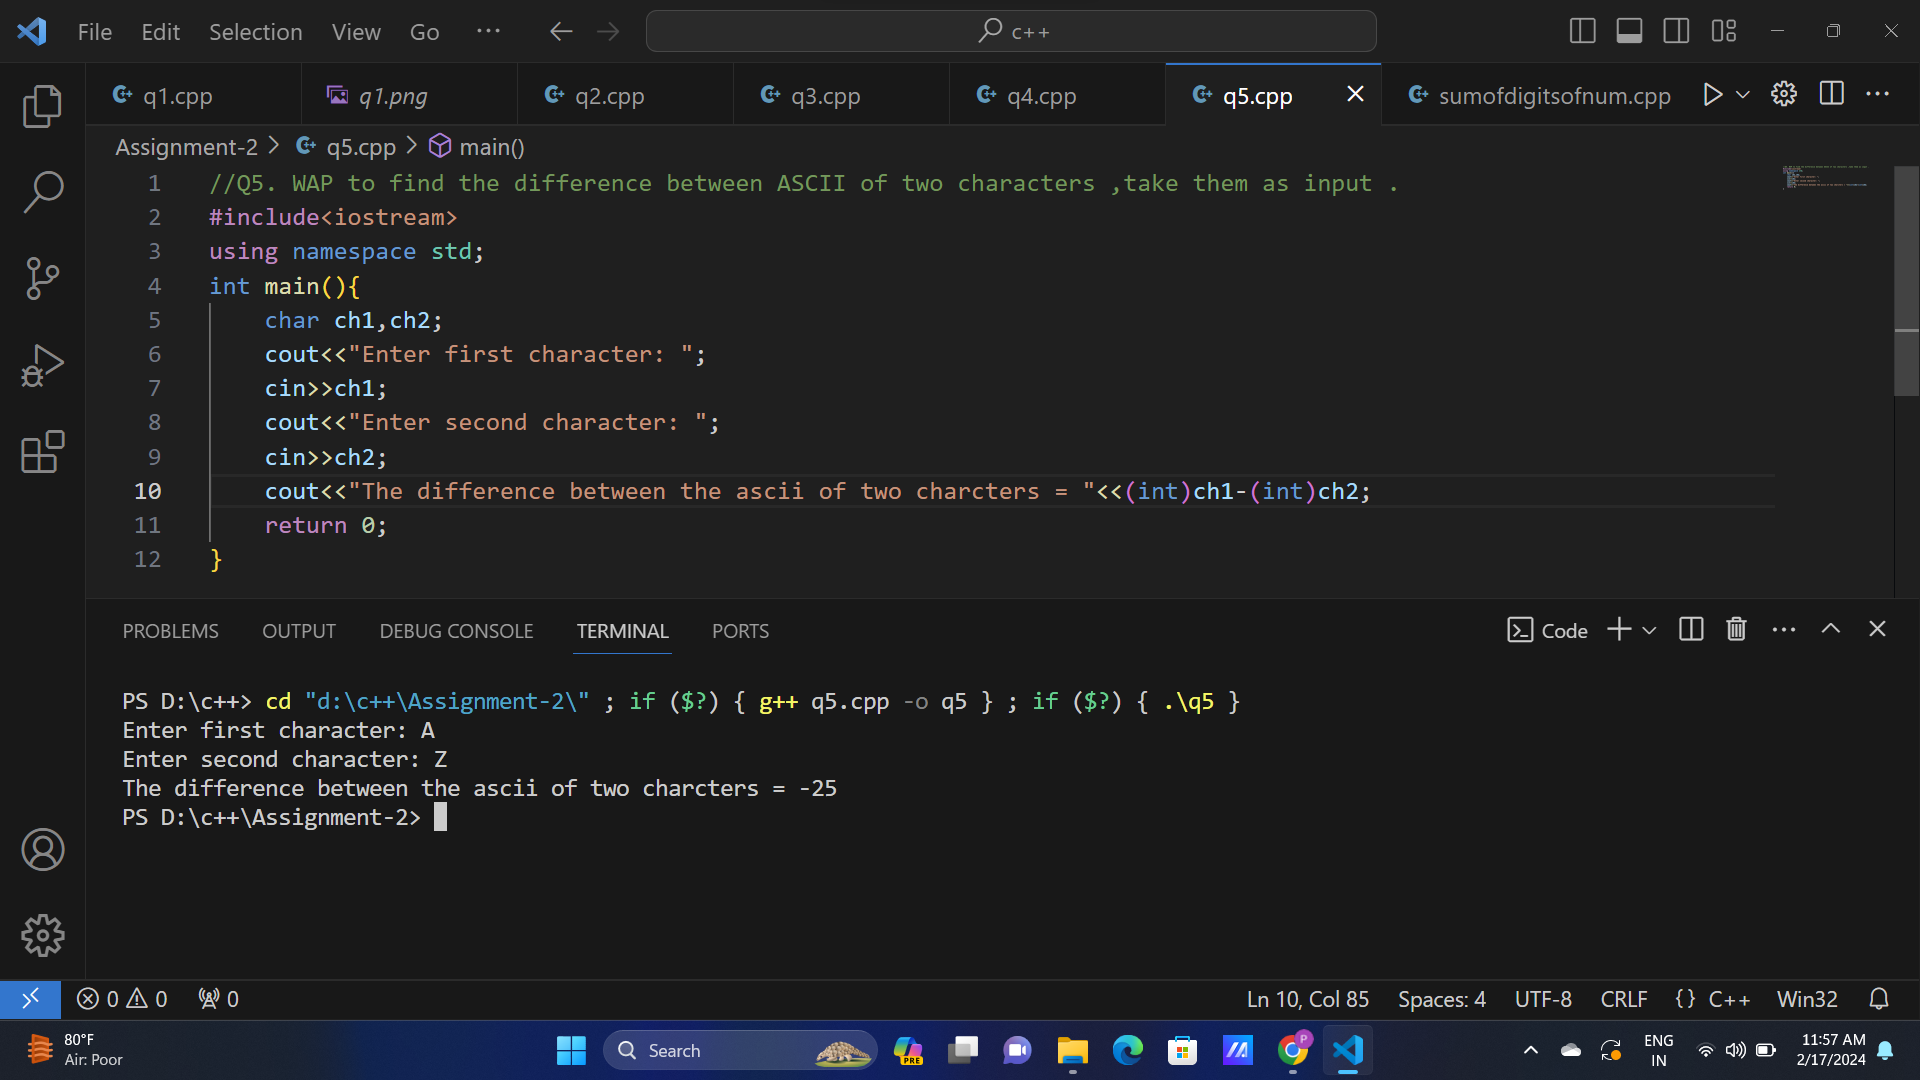 File Edit Selection View Go ··· c++
q1.cpp q1.png q2.cpp q3.cpp q4.cpp q5.cpp sumofdigitsofnum.cpp
Assignment-2 > q5.cpp > main()
1 //Q5. WAP to find the difference between ASCII of two characters ,take them as input .
2 #include<iostream>
3 using namespace std;
4 int main(){
5 char ch1,ch2;
6 cout<<"Enter first character: ";
7 cin>>ch1;
8 cout<<"Enter second character: ";
9 cin>>ch2;
10 cout<<"The difference between the ascii of two charcters = "<<(int)ch1-(int)ch2;
11 return 0;
12 }
PROBLEMS OUTPUT DEBUG CONSOLE TERMINAL PORTS Code
PS D:\c++> cd "d:\c++\Assignment-2\" ; if ($?) { g++ q5.cpp -o q5 } ; if ($?) { .\q5 }
Enter first character: A
Enter second character: Z
The difference between the ascii of two charcters = -25
PS D:\c++\Assignment-2>
0 0 0 Ln 10, Col 85 Spaces: 4 UTF-8 CRLF {} C++ Win32
80°F
Air: Poor
Search
PRE
P
ENG
IN
11:57 AM
2/17/2024